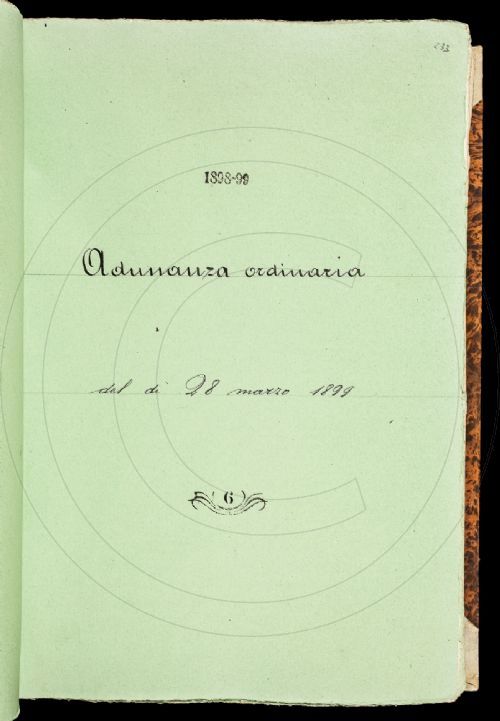 1898-99
Adunanza ordinaria
del dì 28 marzo 1899
( 6 )